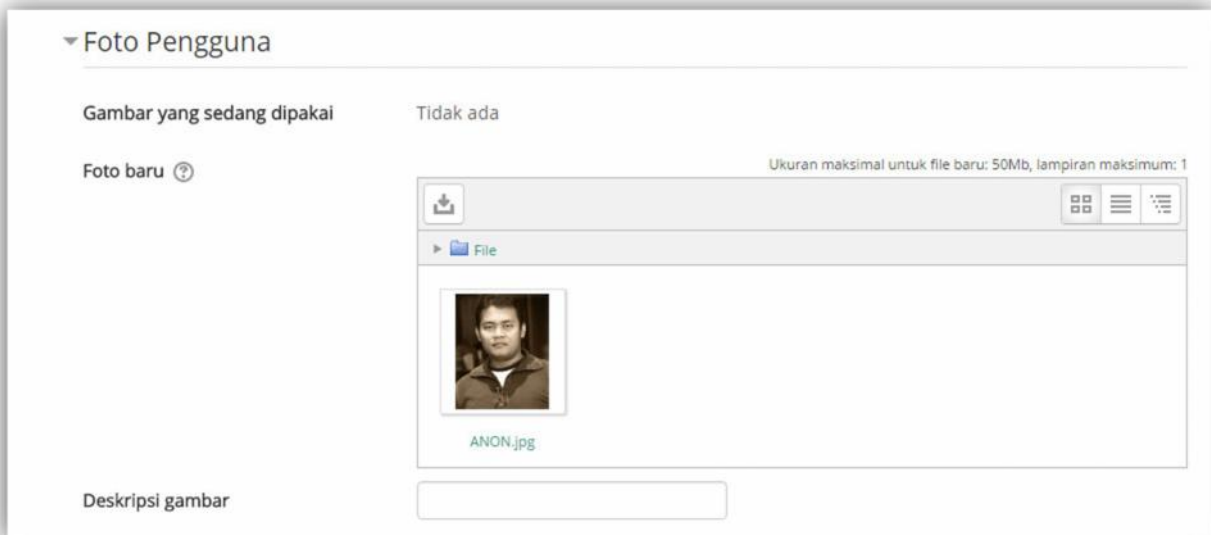 Foto Pengguna
Gambar yang sedang dipakai Tidak ada
Foto baru
Ukuran maksimal untuk file baru: 50Mb, lampiran maksimum: 1
File
ANON.jpg
Deskripsi gambar